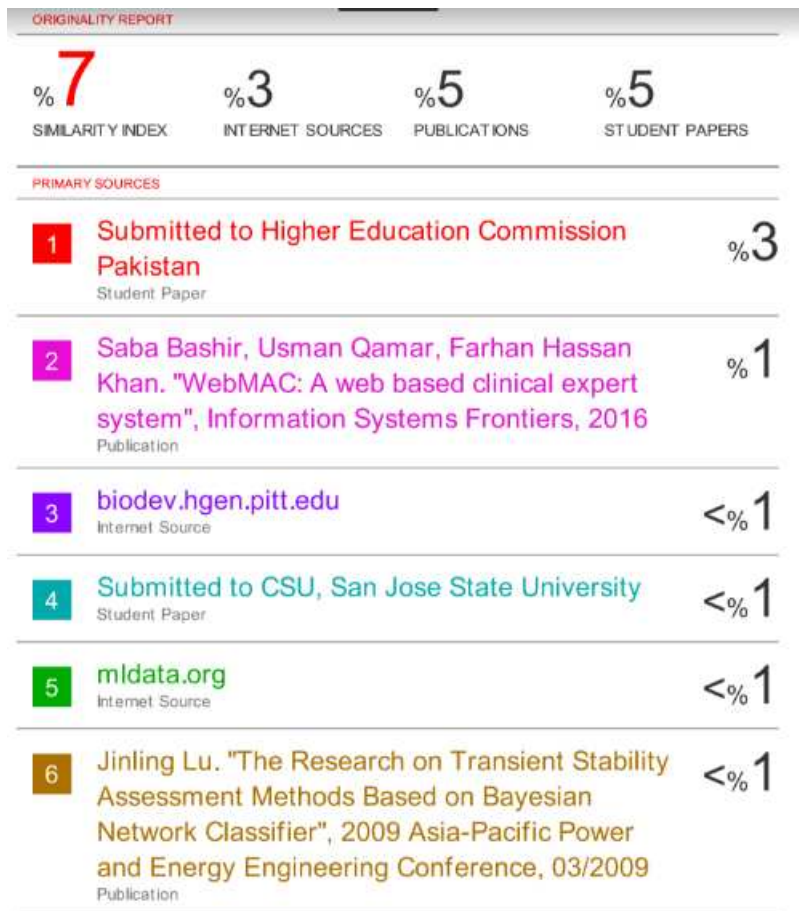 ORIGINALITY REPORT
%7 %3 %5 %5
SIMILARITY INDEX INTERNET SOURCES PUBLICATIONS STUDENT PAPERS
PRIMARY SOURCES
1 Submitted to Higher Education Commission %3
Pakistan
Student Paper
2 Saba Bashir, Usman Qamar, Farhan Hassan %1
Khan. "WebMAC: A web based clinical expert
system", Information Systems Frontiers, 2016
Publication
3 biodev.hgen.pitt.edu <%1
Internet Source
4 Submitted to CSU, San Jose State University <%1
Student Paper
5 mldata.org <%1
Internet Source
6 Jinling Lu. "The Research on Transient Stability <%1
Assessment Methods Based on Bayesian
Network Classifier", 2009 Asia-Pacific Power
and Energy Engineering Conference, 03/2009
Publication